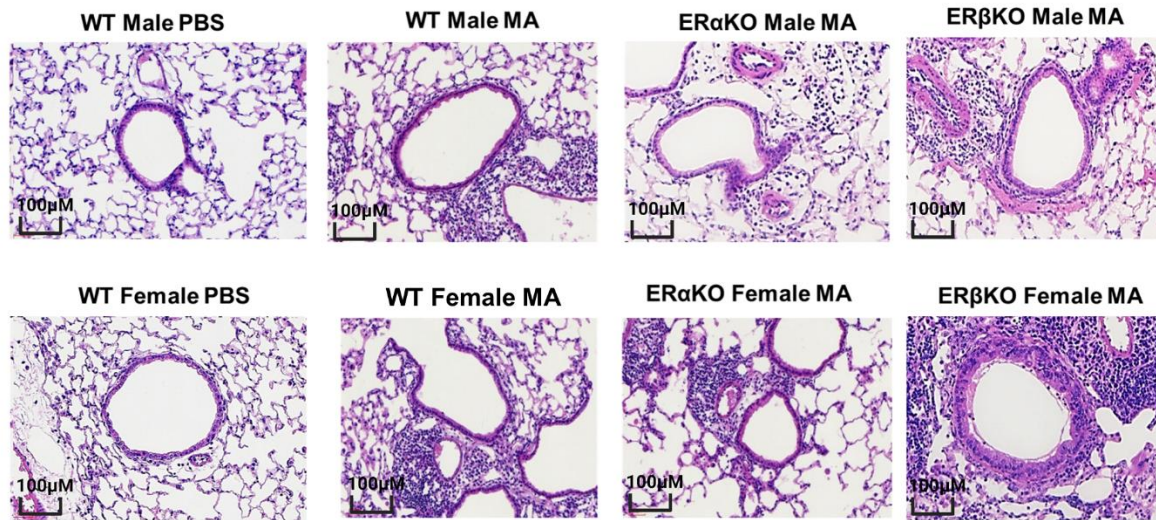 WT Male PBS
WT Male MA
ERαKO Male MA
ERβKO Male MA
100μM
100μM
100μM
100μM
WT Female PBS
WT Female MA
ERαKO Female MA
ERβKO Female MA
100μM
100μM
100μM
100μM